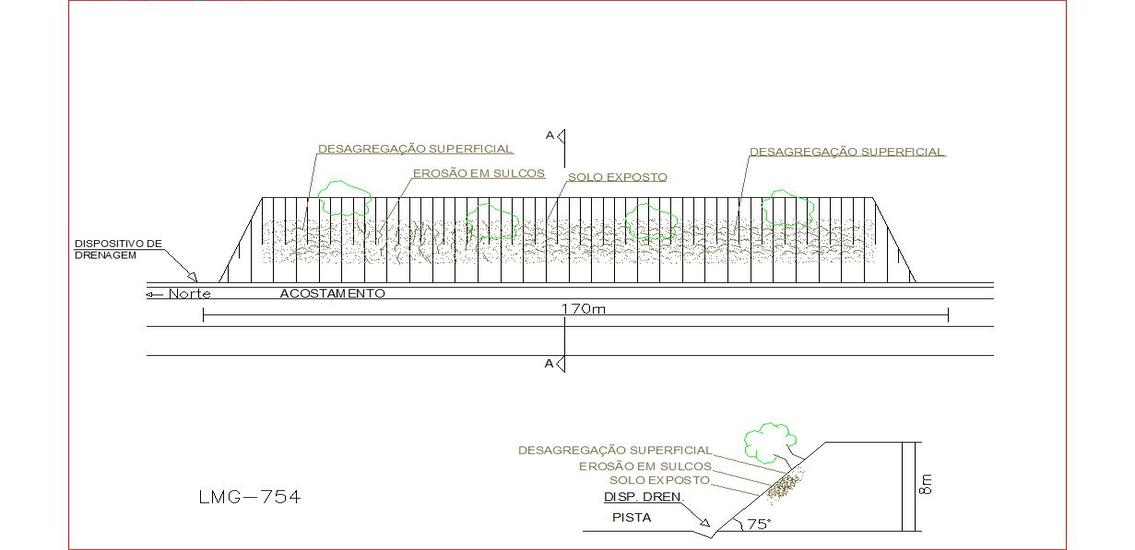 A
DESAGREGAÇÃO SUPERFICIAL
DESAGREGAÇÃO SUPERFICIAL
EROSÃO EM SULCOS
SOLO EXPOSTO
DISPOSITIVO DE
DRENAGEM
Norte
ACOSTAMENTO
170m
A
DESAGREGAÇÃO SUPERFICIAL
EROSÃO EM SULCOS
SOLO EXPOSTO
DISP. DREN.
PISTA
75°
8m
LMG-754